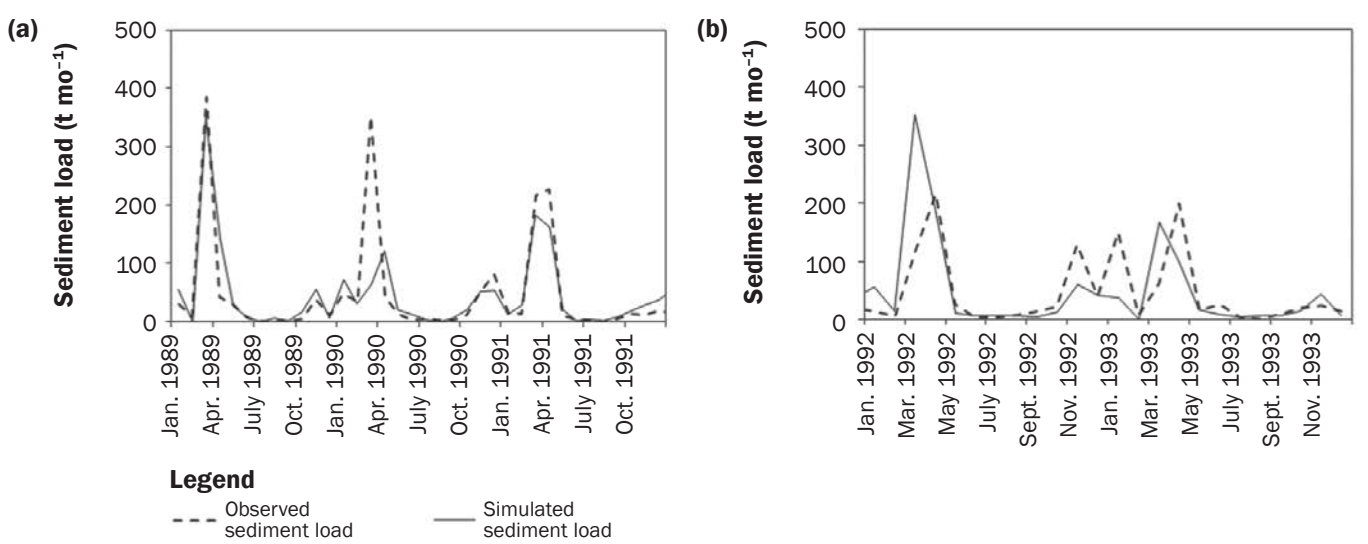 (a)
Sediment load (t mo⁻¹)
500
400
300
200
100
0
Jan. 1989
Apr. 1989
July 1989
Oct. 1989
Jan. 1990
Apr. 1990
July 1990
Oct. 1990
Jan. 1991
Apr. 1991
July 1991
Oct. 1991
(b)
Sediment load (t mo⁻¹)
500
400
300
200
100
0
Jan. 1992
Mar. 1992
May 1992
July 1992
Sept. 1992
Nov. 1992
Jan. 1993
Mar. 1993
May 1993
July 1993
Sept. 1993
Nov. 1993
Legend
Observed
sediment load
Simulated
sediment load